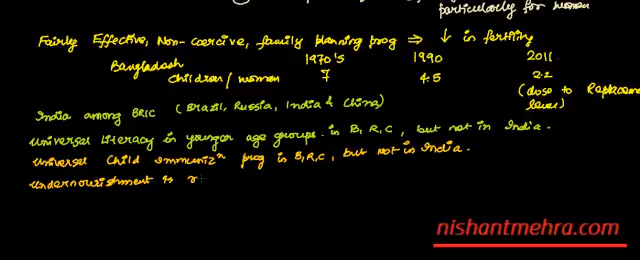 particularly for women
Fairly Effective, Non-coercive, family planning prog ⇒ ↓ in fertility
Bangladesh 1970's 1990 2011
children/women 7 4.5 2.2
(close to Replacement level)
India among BRIC (Brazil, Russia, India & China)
Universal Literacy in younger age groups. in B, R, C, but not in India.
Universal Child Immunizn prog in B, R, C, but not in India.
Undernourishment is
nishantmehra.com